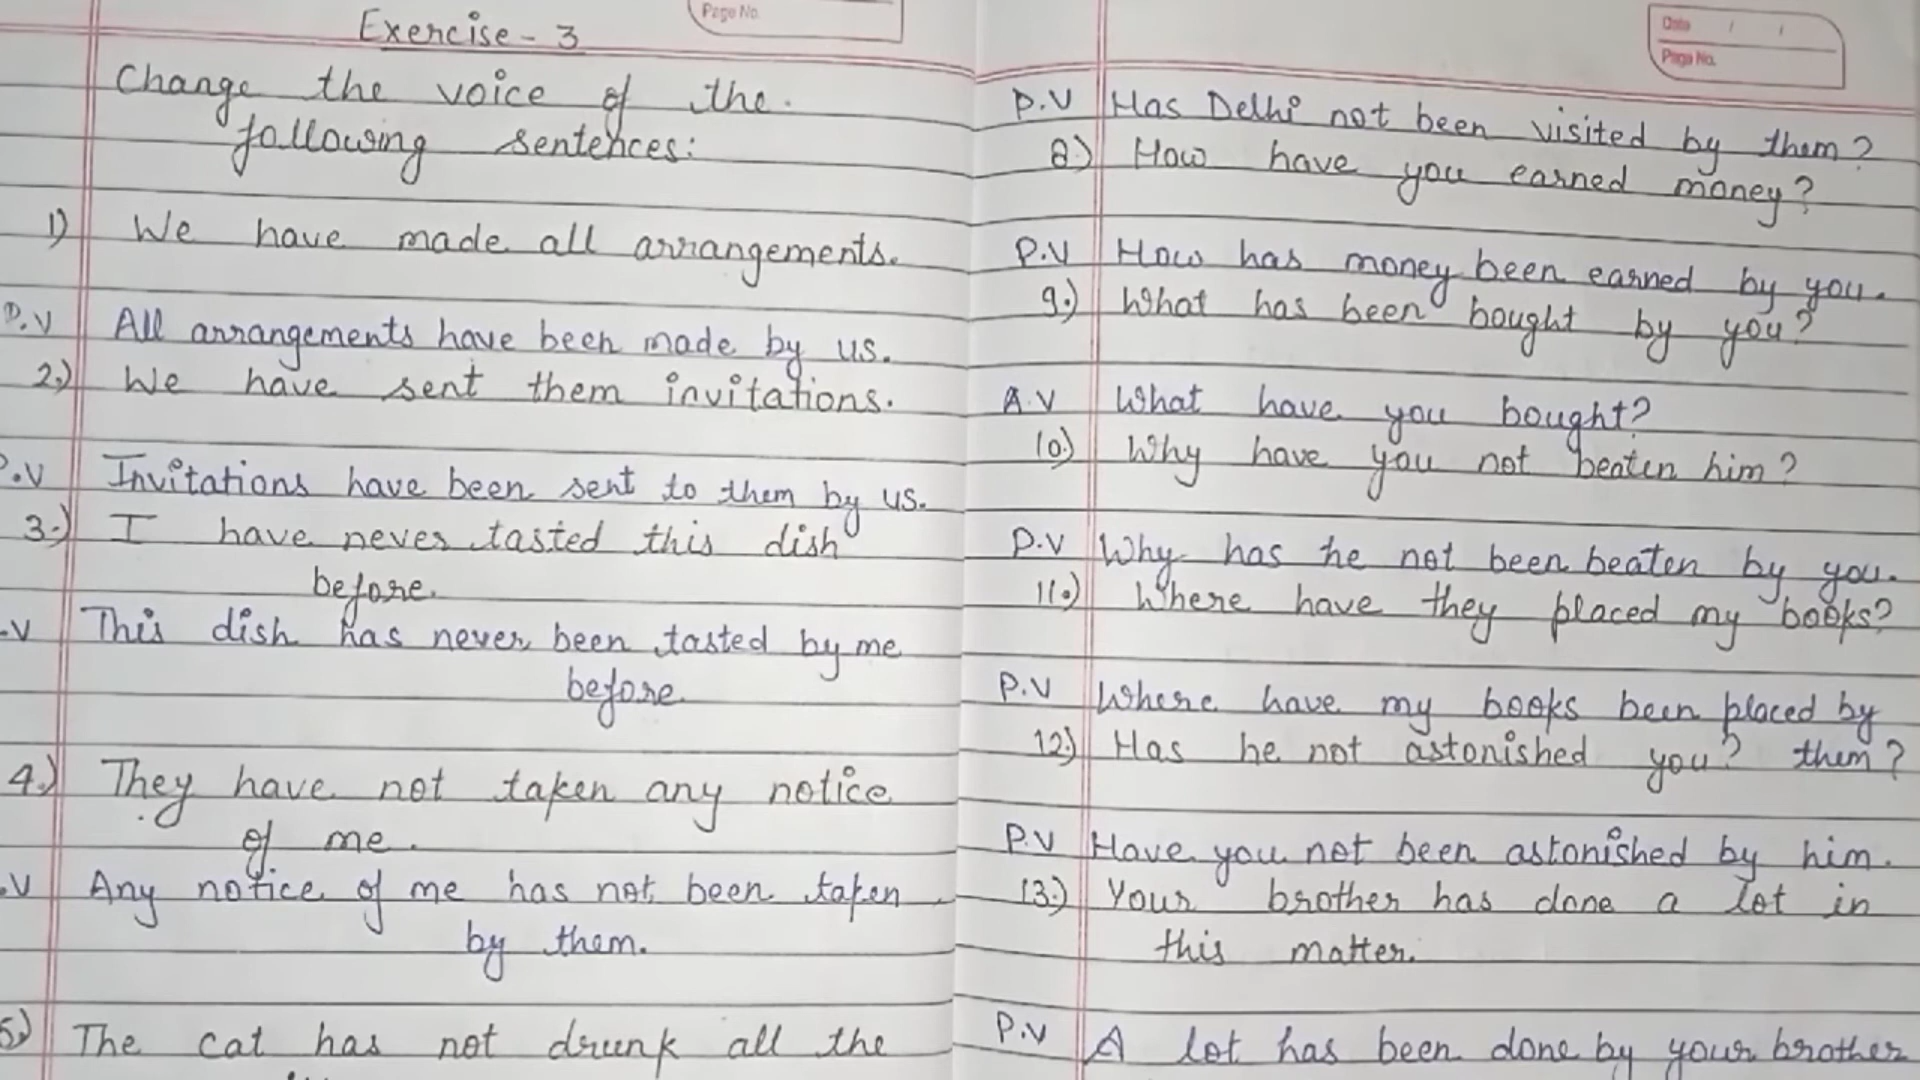 Page No.
Exercise - 3
Change the voice of the
following sentences:
1) We have made all arrangements.
P.V All arrangements have been made by us.
2.) We have sent them invitations.
P.V Invitations have been sent to them by us.
3.) I have never tasted this dish
before.
.V This dish has never been tasted by me
before.
4.) They have not taken any notice
of me.
.V Any notice of me has not been taken
by them.
5.) The cat has not drunk all the
Date / /
Page No.
P.V Has Delhi not been visited by them?
8.) How have you earned money?
P.V How has money been earned by you.
9.) What has been bought by you?
A.V What have you bought?
10.) Why have you not beaten him?
P.V Why has he not been beaten by you.
11.) Where have they placed my books?
P.V Where have my books been placed by
them?
12.) Has he not astonished you?
P.V Have you not been astonished by him.
13.) Your brother has done a lot in
this matter.
P.V A lot has been done by your brother